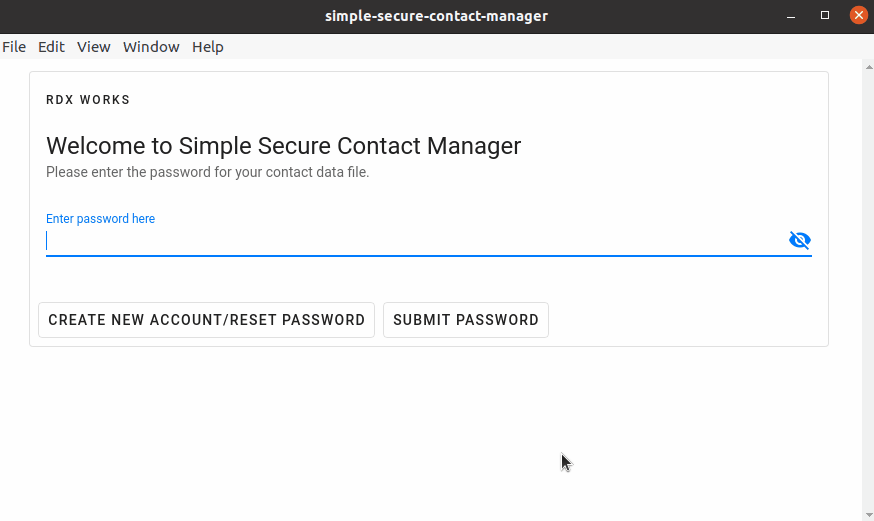 simple-secure-contact-manager
File Edit View Window Help
RDX WORKS
Welcome to Simple Secure Contact Manager
Please enter the password for your contact data file.
Enter password here
CREATE NEW ACCOUNT/RESET PASSWORD SUBMIT PASSWORD